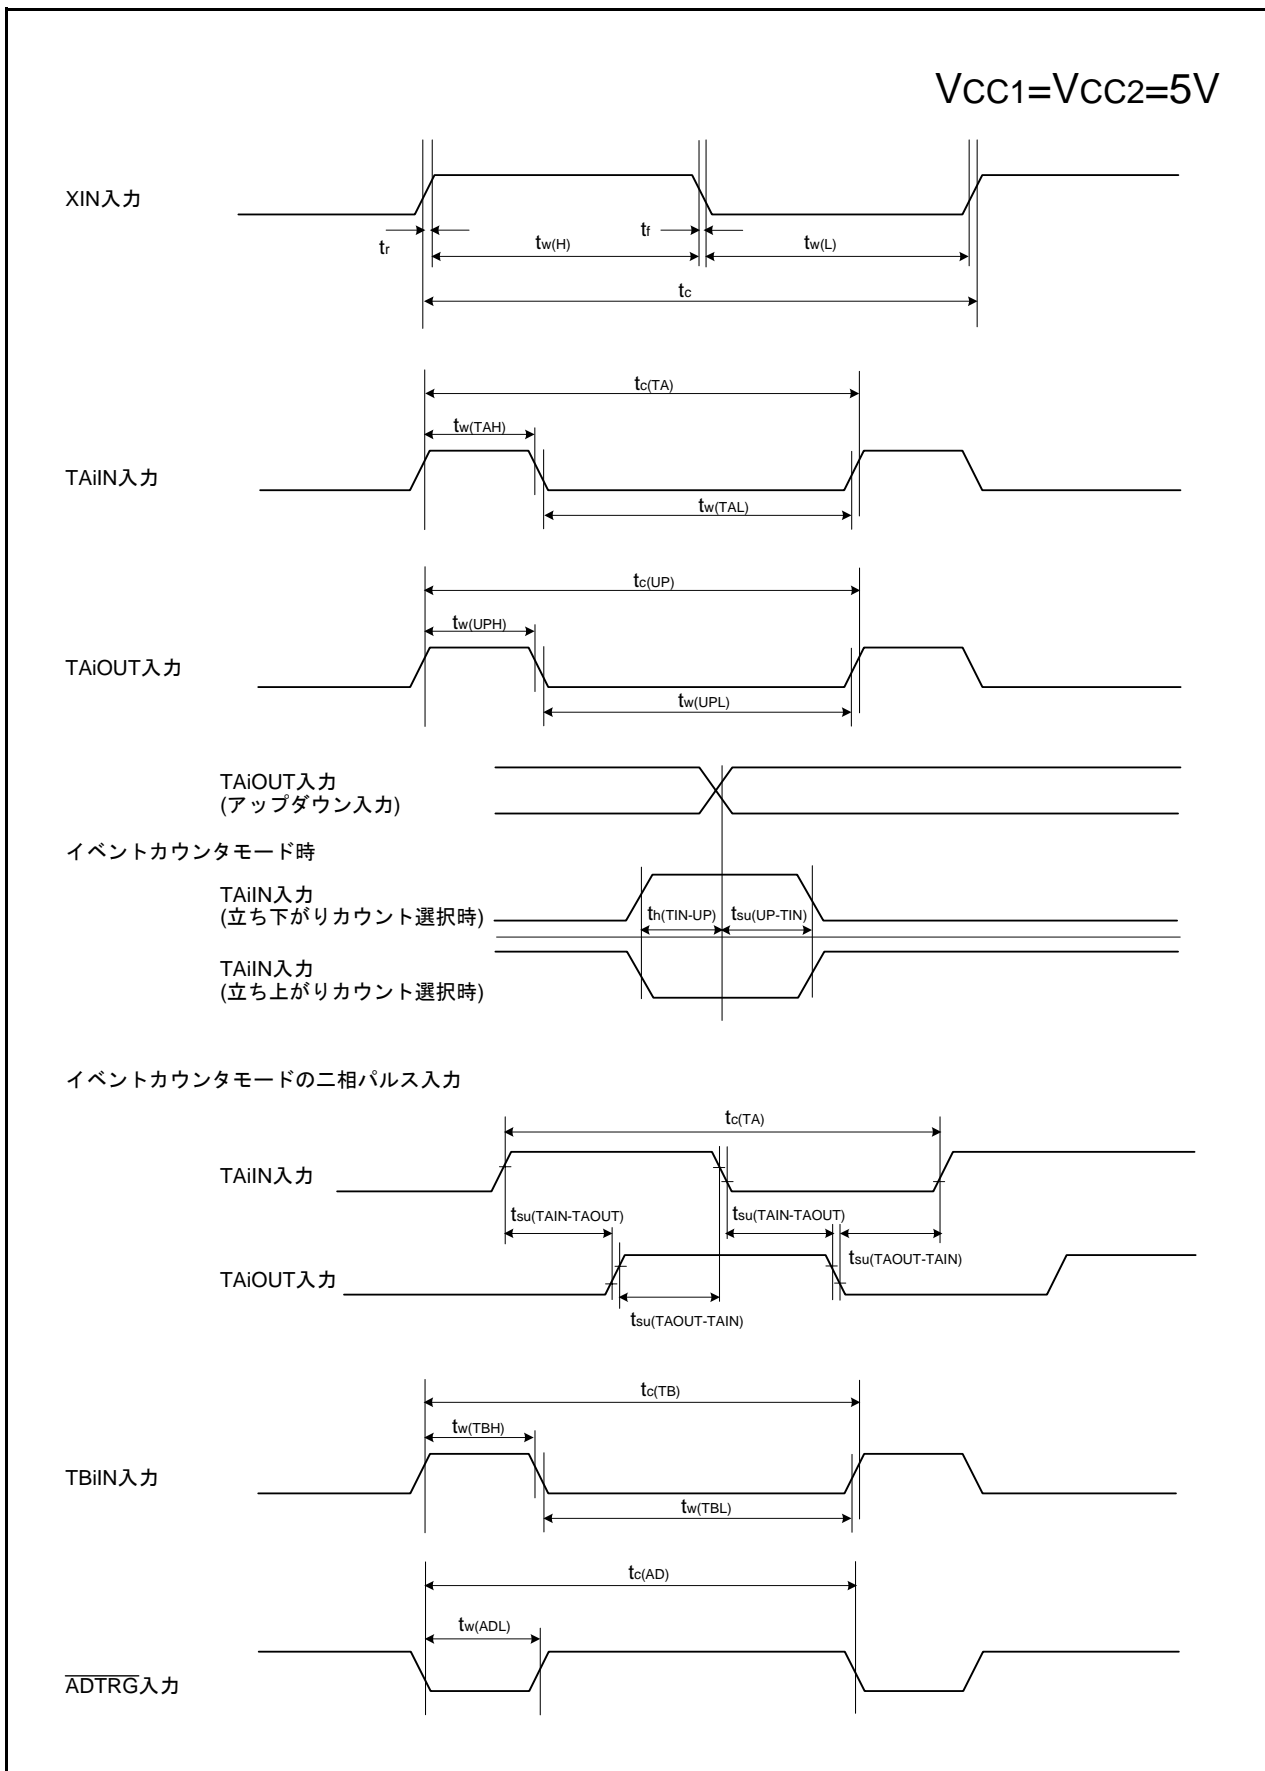 VCC1=VCC2=5V
XIN入力
tr
tw(H)
tf
tw(L)
tc
tc(TA)
tw(TAH)
TAiIN入力
tw(TAL)
tc(UP)
tw(UPH)
TAiOUT入力
tw(UPL)
TAiOUT入力
(アップダウン入力)
イベントカウンタモード時
TAiIN入力
(立ち下がりカウント選択時)
th(TIN-UP)
tsu(UP-TIN)
TAiIN入力
(立ち上がりカウント選択時)
イベントカウンタモードの二相パルス入力
tc(TA)
TAiIN入力
tsu(TAIN-TAOUT)
tsu(TAIN-TAOUT)
tsu(TAOUT-TAIN)
TAiOUT入力
tsu(TAOUT-TAIN)
tc(TB)
tw(TBH)
TBiIN入力
tw(TBL)
tc(AD)
tw(ADL)
ADTRG入力